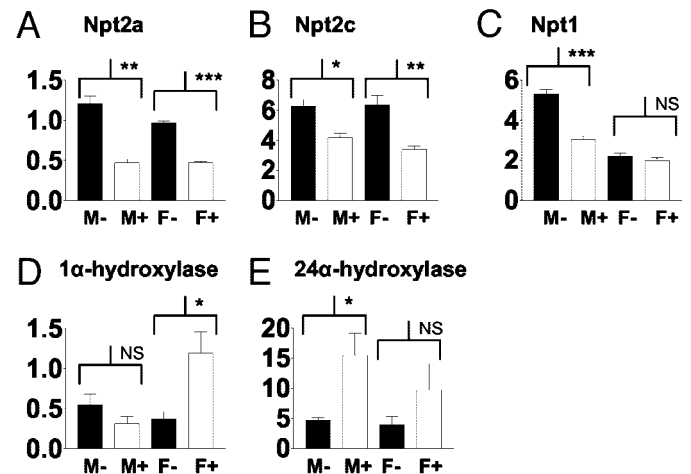 A Npt2a
B Npt2c
C Npt1
** ***
* **
*** NS
1.5
1.0
0.5
0.0
M- M+ F- F+
8
6
4
2
0
M- M+ F- F+
6
4
2
0
M- M+ F- F+
D 1α-hydroxylase
E 24α-hydroxylase
NS *
* NS
1.5
1.0
0.5
0.0
M- M+ F- F+
20
15
10
5
0
M- M+ F- F+